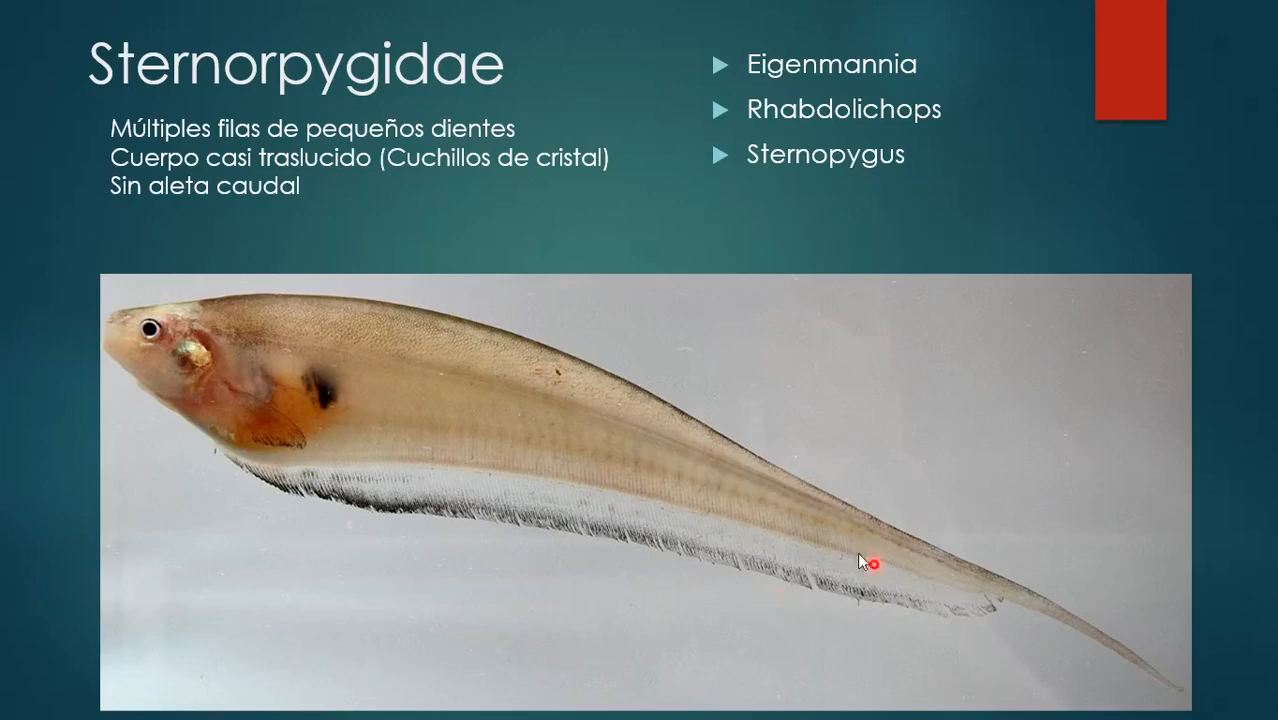 Sternorpygidae
Múltiples filas de pequeños dientes
Cuerpo casi traslucido (Cuchillos de cristal)
Sin aleta caudal
Eigenmannia
Rhabdolichops
Sternopygus